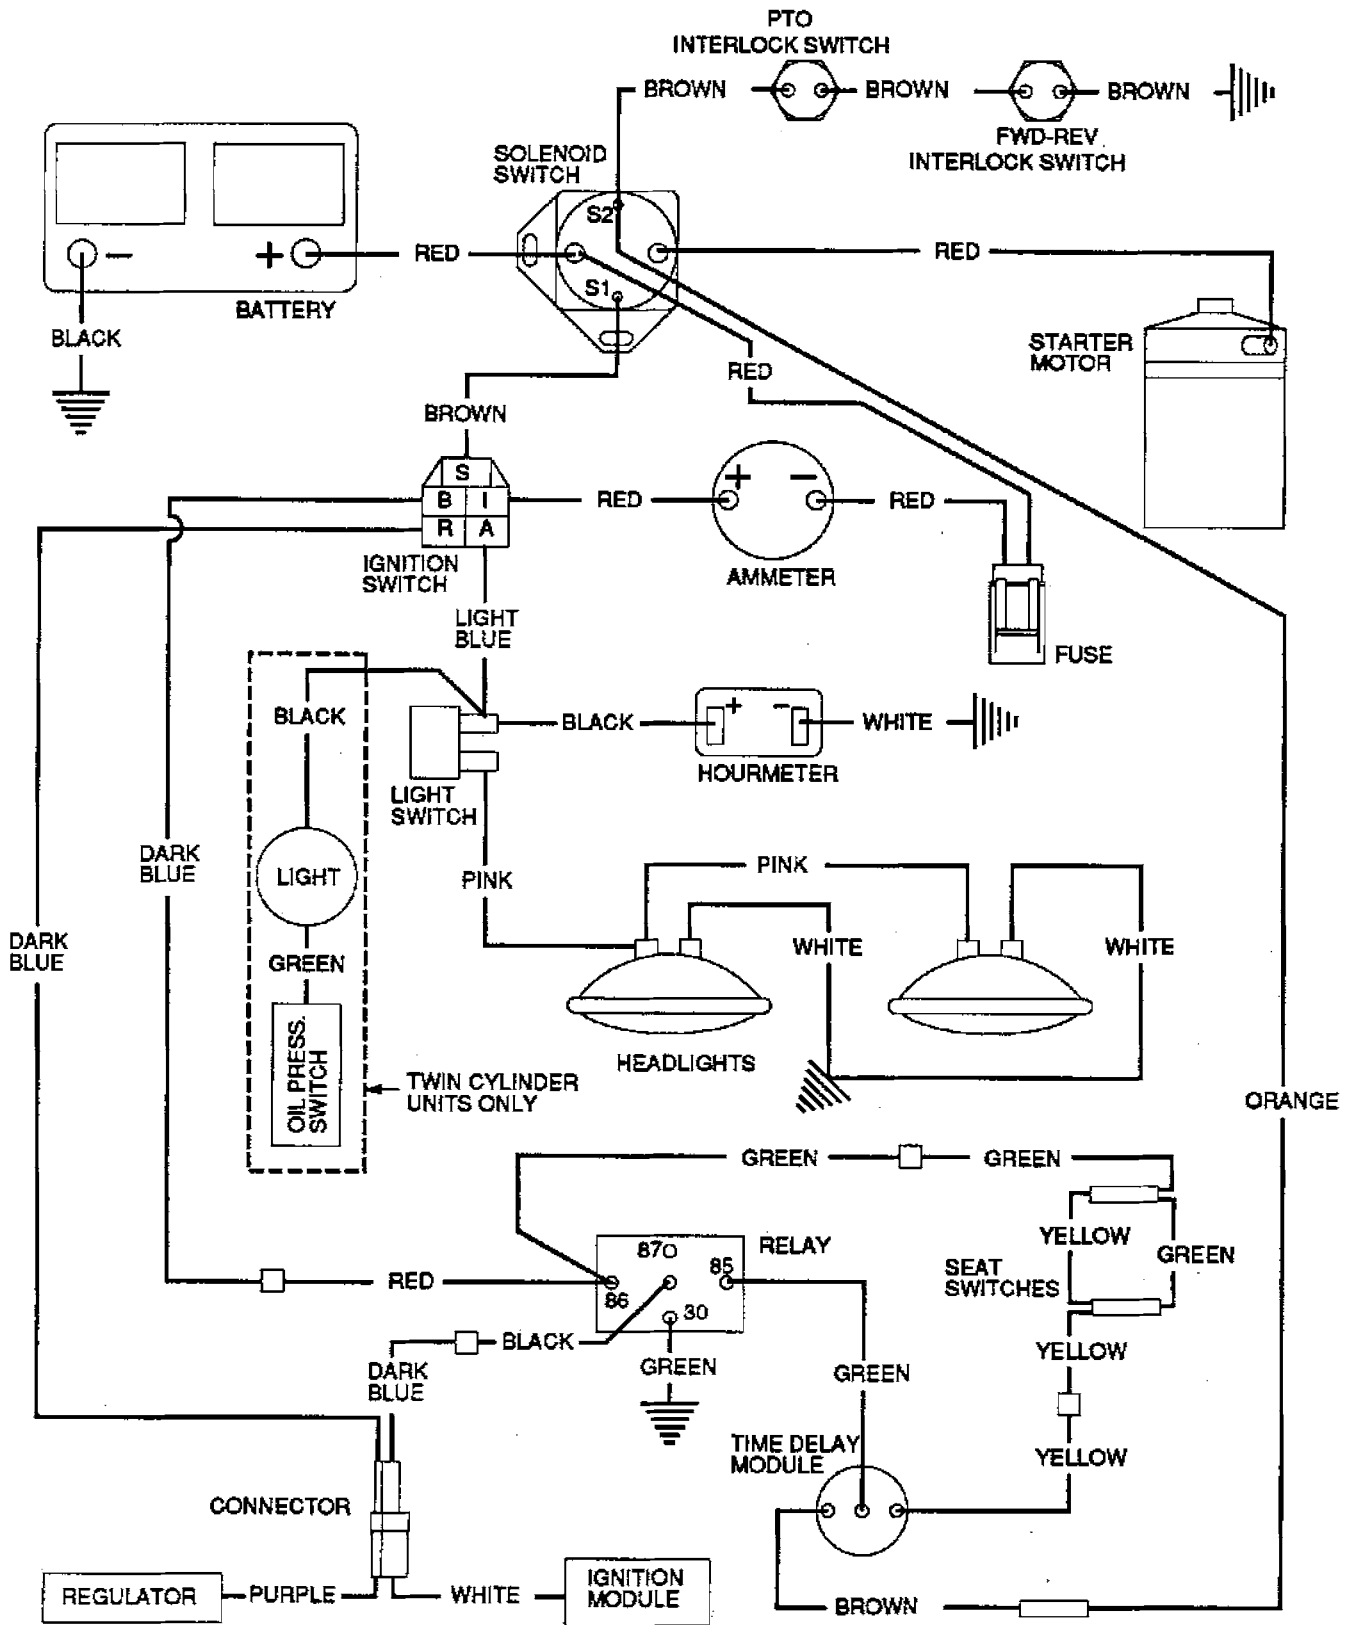 PTO
INTERLOCK SWITCH
BROWN
BROWN
BROWN
FWD-REV
INTERLOCK SWITCH
SOLENOID
SWITCH
S2
- +
RED
RED
S1
BATTERY
BLACK
STARTER
MOTOR
RED
BROWN
S
B I
R A
RED
+ -
RED
IGNITION
SWITCH
AMMETER
LIGHT
BLUE
FUSE
BLACK
BLACK
+ -
WHITE
HOURMETER
LIGHT
SWITCH
DARK
BLUE
LIGHT
PINK
PINK
DARK
BLUE
GREEN
WHITE
WHITE
OIL PRESS.
SWITCH
HEADLIGHTS
TWIN CYLINDER
UNITS ONLY
ORANGE
GREEN
GREEN
YELLOW
GREEN
RELAY
87
85
86
30
RED
SEAT
SWITCHES
BLACK
GREEN
YELLOW
DARK
BLUE
GREEN
TIME DELAY
MODULE
YELLOW
CONNECTOR
REGULATOR
PURPLE
WHITE
IGNITION
MODULE
BROWN